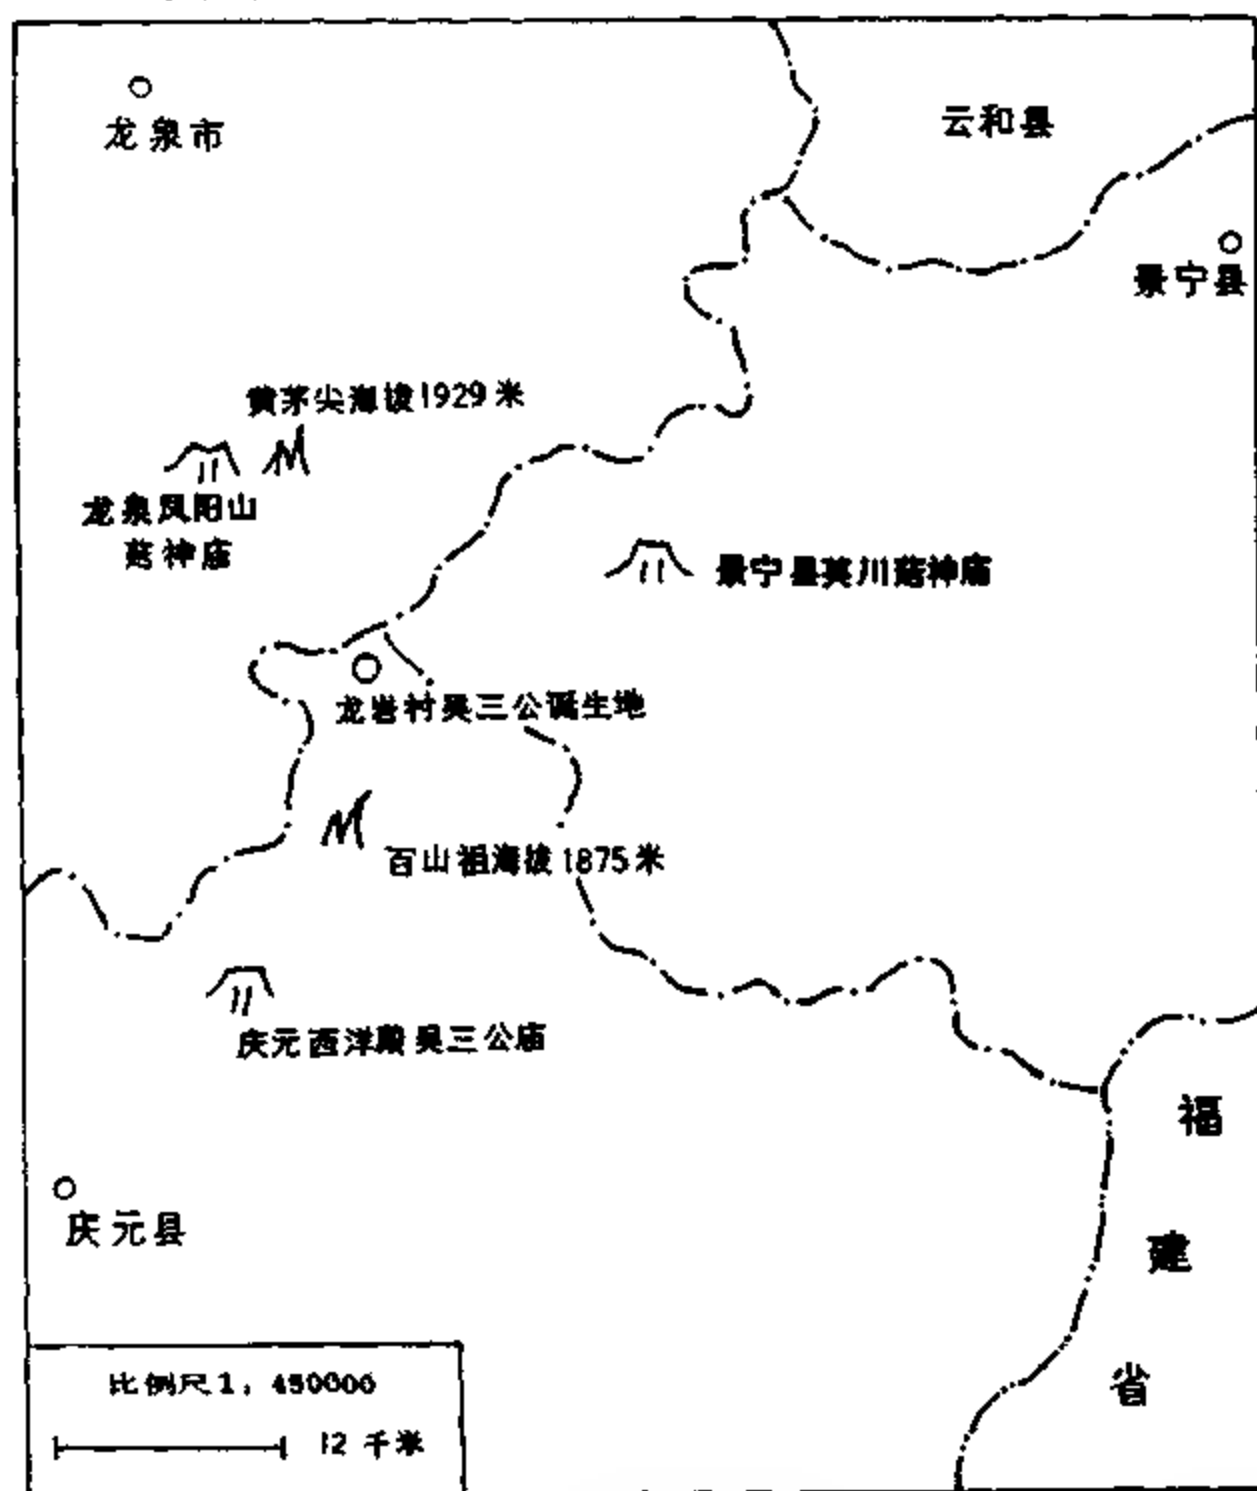 龙泉市
云和县
景宁县
黄茅尖海拔1929米
龙泉凤阳山
菇神庙
景宁县英川菇神庙
龙岩村吴三公诞生地
百山祖海拔1875米
庆元西洋殿吴三公庙
庆元县
福
建
省
比例尺1:450000
12千米